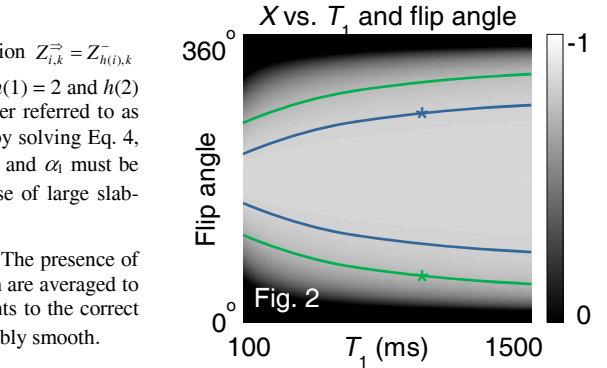 ion Z⇒i,k = Z−h(i),k
h(1) = 2 and h(2)
er referred to as
by solving Eq. 4,
and α1 must be
se of large slab-
The presence of
n are averaged to
nts to the correct
bly smooth.
X vs. T1 and flip angle
360°
Flip angle
0°
Fig. 2
100 T1 (ms) 1500
-1
0